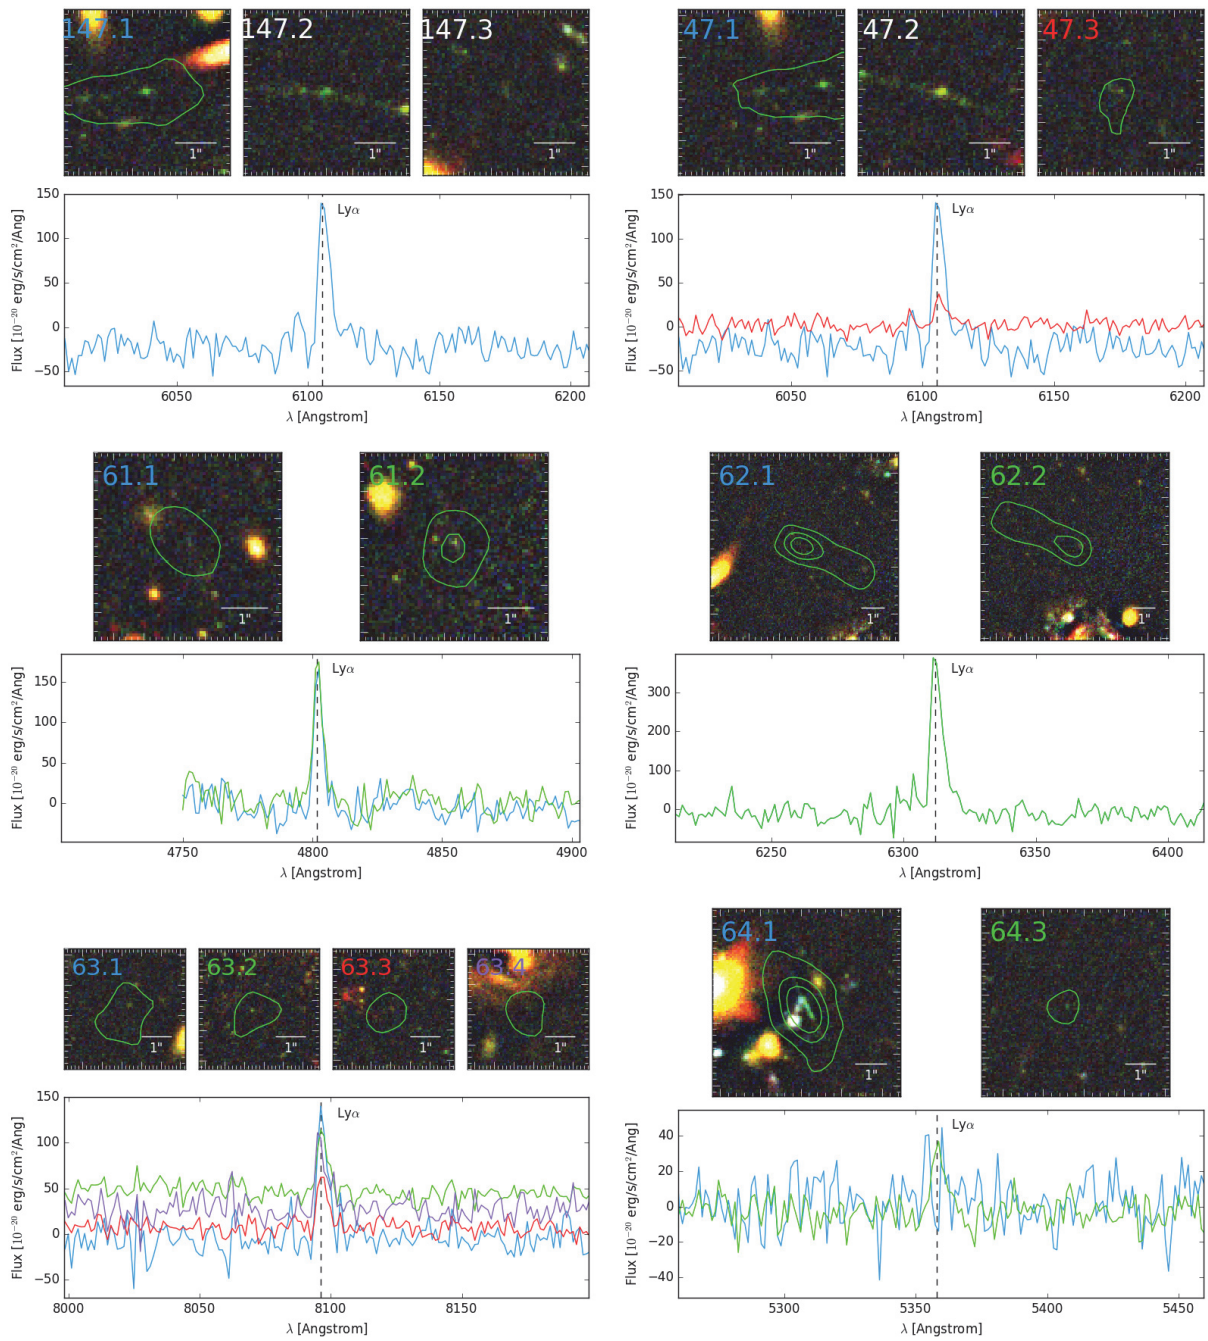 147.1 147.2 147.3
1" 1" 1"
150
100
50
0
−50
Flux [10⁻²⁰ erg/s/cm²/Ang]
Lyα
6050 6100 6150 6200
λ [Angstrom]
47.1 47.2 47.3
1" 1" 1"
150
100
50
0
−50
Flux [10⁻²⁰ erg/s/cm²/Ang]
Lyα
6050 6100 6150 6200
λ [Angstrom]
61.1 61.2
1" 1"
150
100
50
0
Flux [10⁻²⁰ erg/s/cm²/Ang]
Lyα
4750 4800 4850 4900
λ [Angstrom]
62.1 62.2
1" 1"
300
200
100
0
Flux [10⁻²⁰ erg/s/cm²/Ang]
Lyα
6250 6300 6350 6400
λ [Angstrom]
63.1 63.2 63.3 63.4
1" 1" 1" 1"
150
100
50
0
−50
Flux [10⁻²⁰ erg/s/cm²/Ang]
Lyα
8000 8050 8100 8150
λ [Angstrom]
64.1 64.3
1" 1"
40
20
0
−20
−40
Flux [10⁻²⁰ erg/s/cm²/Ang]
Lyα
5300 5350 5400 5450
λ [Angstrom]